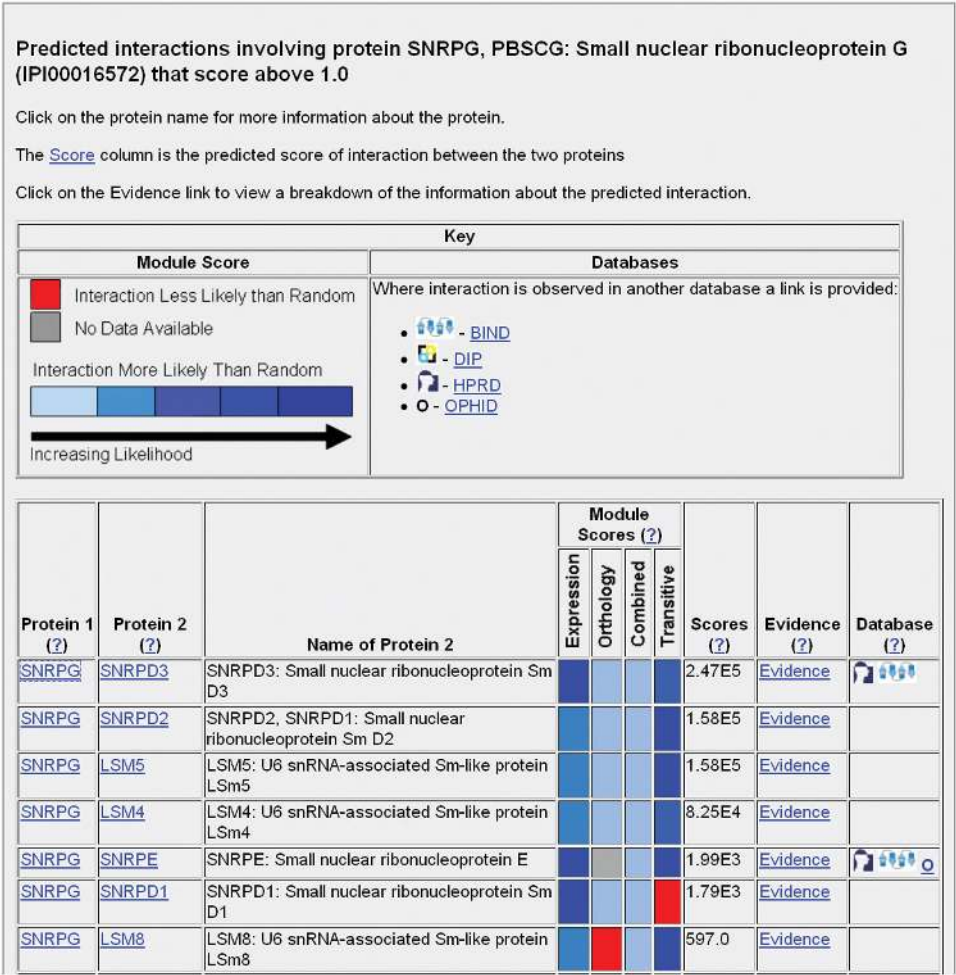 Predicted interactions involving protein SNRPG, PBSCG: Small nuclear ribonucleoprotein G
(IPI00016572) that score above 1.0
Click on the protein name for more information about the protein.
The Score column is the predicted score of interaction between the two proteins
Click on the Evidence link to view a breakdown of the information about the predicted interaction.
Key
Module Score
Databases
Interaction Less Likely than Random
No Data Available
Interaction More Likely Than Random
Increasing Likelihood
Where interaction is observed in another database a link is provided:
• - BIND
• - DIP
• - HPRD
• O - OPHID
Module
Scores (?)
Protein 1
(?)
Protein 2
(?)
Name of Protein 2
Expression
Orthology
Combined
Transitive
Scores
(?)
Evidence
(?)
Database
(?)
SNRPG SNRPD3 SNRPD3: Small nuclear ribonucleoprotein Sm 2.47E5 Evidence
D3
SNRPG SNRPD2 SNRPD2, SNRPD1: Small nuclear 1.58E5 Evidence
ribonucleoprotein Sm D2
SNRPG LSM5 LSM5: U6 snRNA-associated Sm-like protein 1.58E5 Evidence
LSm5
SNRPG LSM4 LSM4: U6 snRNA-associated Sm-like protein 8.25E4 Evidence
LSm4
SNRPG SNRPE SNRPE: Small nuclear ribonucleoprotein E 1.99E3 Evidence O
SNRPG SNRPD1 SNRPD1: Small nuclear ribonucleoprotein Sm 1.79E3 Evidence
D1
SNRPG LSM8 LSM8: U6 snRNA-associated Sm-like protein 597.0 Evidence
LSm8